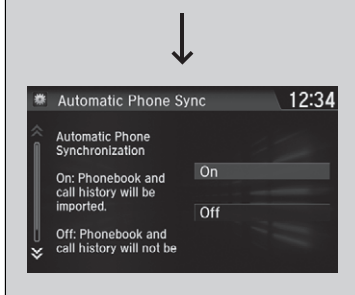 Automatic Phone Sync
12:34
Automatic Phone
Synchronization
On: Phonebook and
call history will be
imported.
Off: Phonebook and
call history will not be
On
Off